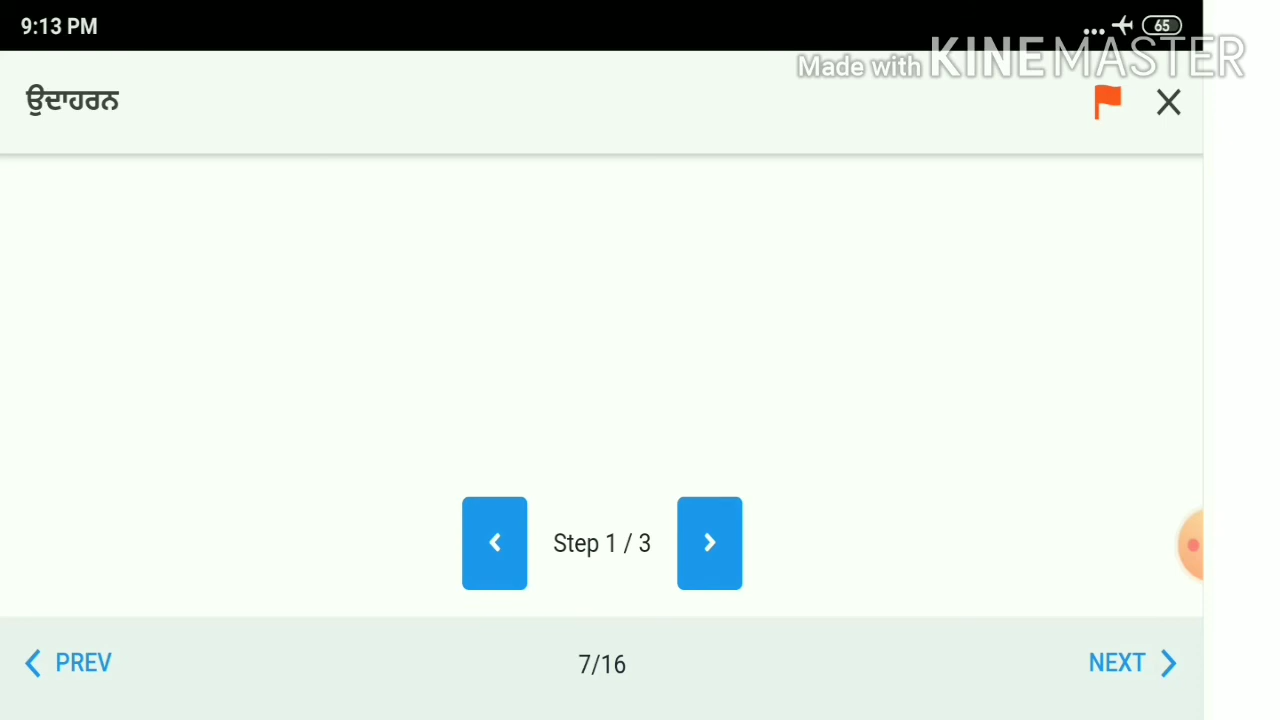 9:13 PM
65
Made with KINEMASTER
ਉਦਾਹਰਨ
Step 1 / 3
PREV
7/16
NEXT